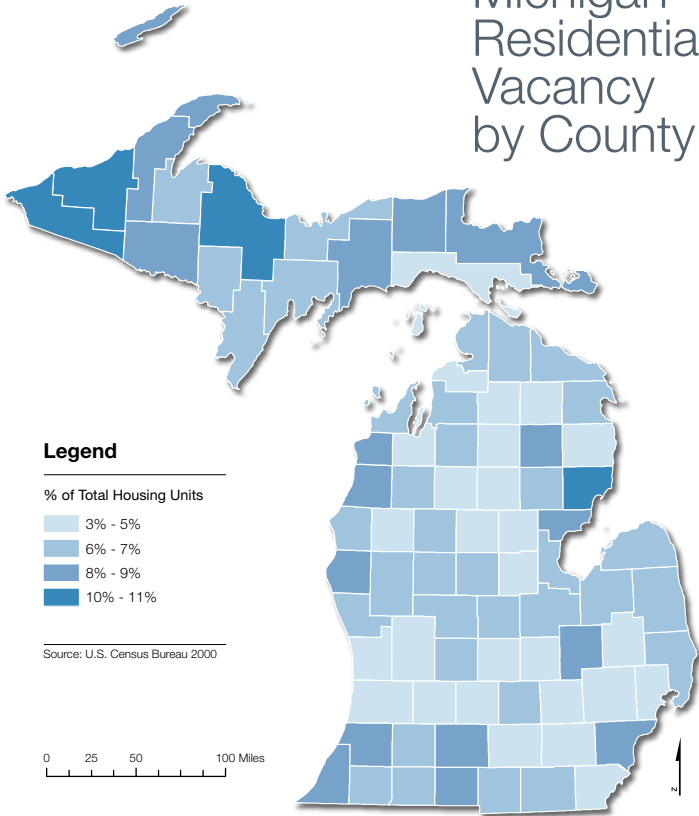 Michigan
Residentia
Vacancy
by County
Legend
% of Total Housing Units
3% - 5%
6% - 7%
8% - 9%
10% - 11%
Source: U.S. Census Bureau 2000
0 25 50 100 Miles
N